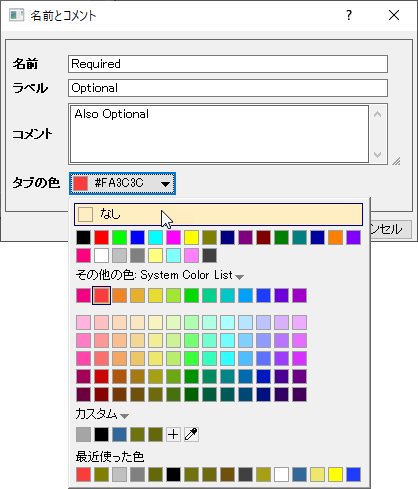 名前とコメント
?
名前
Required
ラベル
Optional
コメント
Also Optional
タブの色
#FA3C3C
なし
ンセル
その他の色: System Color List
カスタム
最近使った色